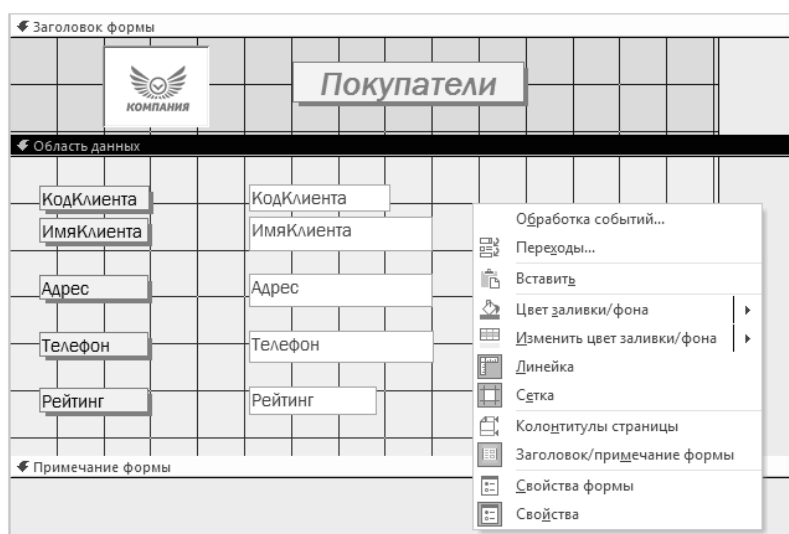 Заголовок формы
КОМПАНИЯ
Покупатели
Область данных
КодКлиента КодКлиента
ИмяКлиента ИмяКлиента
Адрес Адрес
Телефон Телефон
Рейтинг Рейтинг
Примечание формы
Обработка событий...
Переходы...
Вставить
Цвет заливки/фона
Изменить цвет заливки/фона
Линейка
Сетка
Колонтитулы страницы
Заголовок/примечание формы
Свойства формы
Свойства